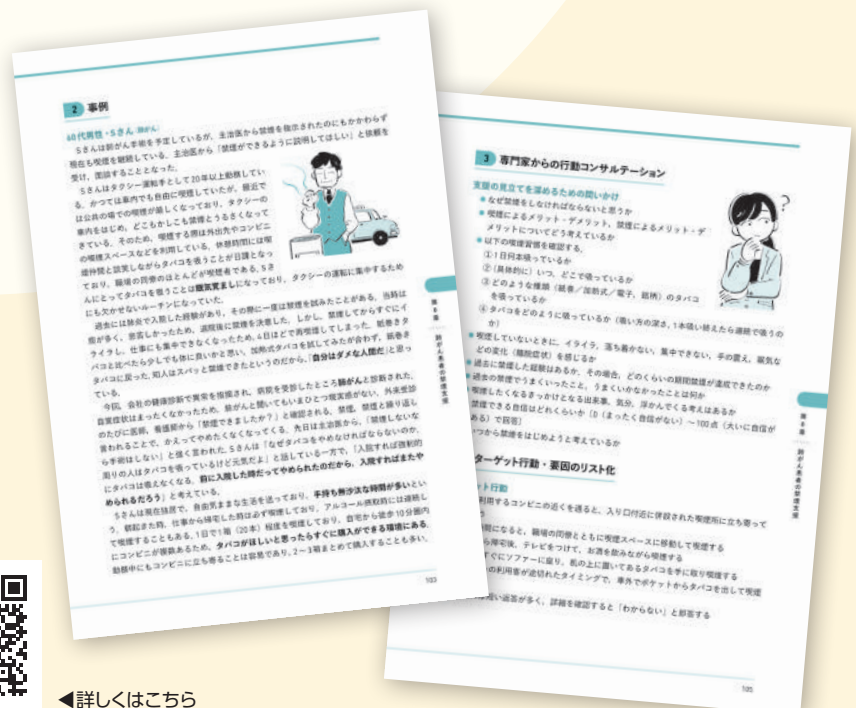 2 事例
60代男性・Sさん（肺がん）
Sさんは肺がん手術を予定しているが，主治医から禁煙を指示されたのにもかかわらず
現在も喫煙を継続している．主治医から「禁煙ができるように説明してほしい」と依頼を
受け，面談することとなった．
Sさんはタクシー運転手として20年以上勤務してい
る．かつては車内でも自由に喫煙していたが，最近で
は公共の場での喫煙が厳しくなっており，タクシーの
車内をはじめ，どこもかしこも禁煙とうるさくなって
きている．そのため，喫煙する際は外出先やコンビニ
の喫煙スペースなどを利用している．休憩時間には喫
煙仲間と談笑しながらタバコを吸うことが日課となっ
ており，職場の同僚のほとんどが喫煙者である．Sさ
んにとってタバコを吸うことは眠気覚ましになっており，タクシーの運転に集中するため
にも欠かせないルーチンになっていた．
過去には肺炎で入院した経験があり，その際に一度は禁煙を試みたことがある．当時は
痰が多く，息苦しかったため，退院後に禁煙を決意した．しかし，禁煙してからすぐにイ
ライラし，仕事にも集中できなくなったため，4日ほどで再喫煙してしまった．紙巻きタ
バコと比べたら少しでも体に良いかと思い，加熱式タバコを試してみたが合わず，紙巻き
タバコに戻った．知人はスパッと禁煙できたというのだから，「自分はダメな人間だ」と思っ
ている．
今回，会社の健康診断で異常を指摘され，病院を受診したところ肺がんと診断された．
自覚症状はまったくなかったため，肺がんと聞いてもいまひとつ現実感がない．外来受診
のたびに医師，看護師から「禁煙できましたか？」と確認される．禁煙，禁煙と繰り返し
言われることで，かえってやめたくなくなってくる．先日は主治医から，「禁煙しないな
ら手術はしない」と強く言われた．Sさんは「なぜタバコをやめなければならないのか，
周りの人はタバコを吸っているけど元気だよ」と話している一方で，「入院すれば強制的
にタバコは吸えなくなる．前に入院した時だってやめられたのだから，入院すればまたや
められるだろう」と考えている．
Sさんは現在独居で，自由気ままな生活を送っており，手持ち無沙汰な時間が多いとい
う．朝起きた時，仕事から帰宅した時は必ず喫煙しており，アルコール摂取時には連続し
て喫煙することもある．1日で1箱（20本）程度を喫煙しており，自宅から徒歩10分圏内
にコンビニが複数あるため，タバコがほしいと思ったらすぐに購入ができる環境にある．
勤務中にもコンビニに立ち寄ることは容易であり，2〜3箱まとめて購入することも多い．
第8章 肺がん患者の禁煙支援
103
3 専門家からの行動コンサルテーション
支援の見立てを深めるための問いかけ
● なぜ禁煙をしなければならないと思うか
● 喫煙によるメリット・デメリット，禁煙によるメリット・デ
メリットについてどう考えているか
● 以下の喫煙習慣を確認する．
①1日何本吸っているか
②（具体的に）いつ，どこで吸っているか
③どのような種類（紙巻／加熱式／電子，銘柄）のタバコ
を吸っているか
④タバコをどのように吸っているか（吸い方の深さ，1本吸い終えたら連続で吸うの
か）
● 喫煙していないときに，イライラ，落ち着かない，集中できない，手の震え，眠気な
どの変化（離脱症状）を感じるか
過去に禁煙した経験はあるか，その場合，どのくらいの期間禁煙が達成できたのか
過去の禁煙でうまくいったこと，うまくいかなかったことは何か
喫煙したくなるきっかけとなる出来事，気分，浮かんでくる考えはあるか
禁煙できる自信はどれくらいか［0（まったく自信がない）〜100点（大いに自信が
ある）で回答］
いつから禁煙をはじめようと考えているか
ターゲット行動・要因のリスト化
ット行動
利用するコンビニの近くを通ると，入り口付近に併設された喫煙所に立ち寄って
う
間になると，職場の同僚とともに喫煙スペースに移動して喫煙する
ら帰宅後，テレビをつけて，お酒を飲みながら喫煙する
すぐにソファーに座り，机の上に置いてあるタバコを手に取り喫煙する
の利用客が途切れたタイミングで，車外でポケットからタバコを出して喫煙
短い返答が多く，詳細を確認すると「わからない」と即答する
第8章 肺がん患者の禁煙支援
105
?
◀詳しくはこちら